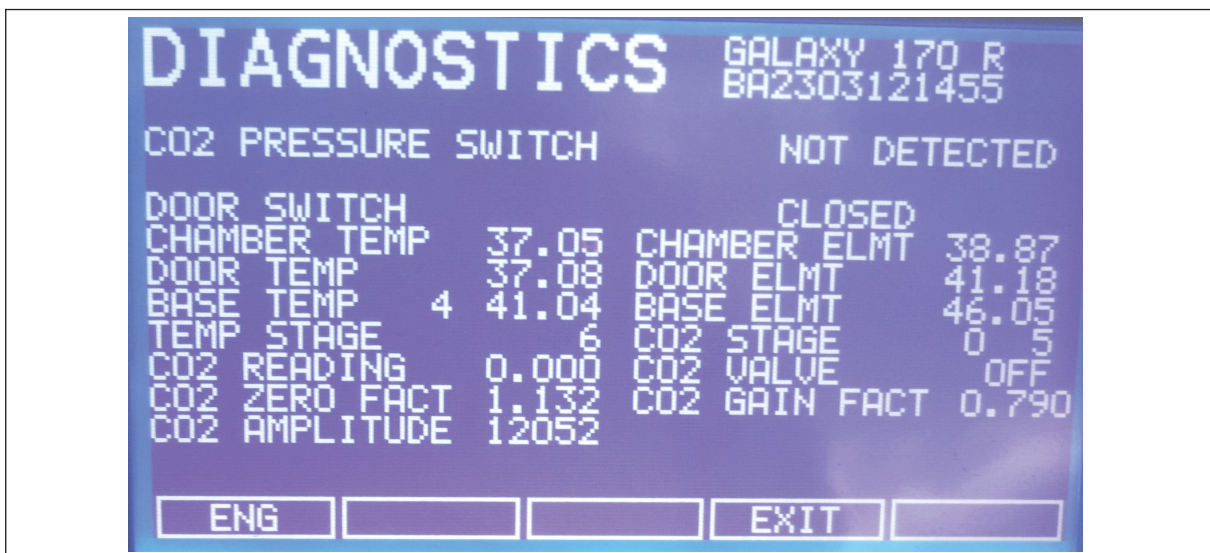 DIAGNOSTICS
GALAXY 170 R
BA2303121455
CO2 PRESSURE SWITCH NOT DETECTED
DOOR SWITCH CLOSED
CHAMBER TEMP 37.05 CHAMBER ELMT 38.87
DOOR TEMP 37.08 DOOR ELMT 41.18
BASE TEMP 4 41.04 BASE ELMT 46.05
TEMP STAGE 6 CO2 STAGE 0 5
CO2 READING 0.000 CO2 VALVE OFF
CO2 ZERO FACT 1.132 CO2 GAIN FACT 0.790
CO2 AMPLITUDE 12052
ENG EXIT